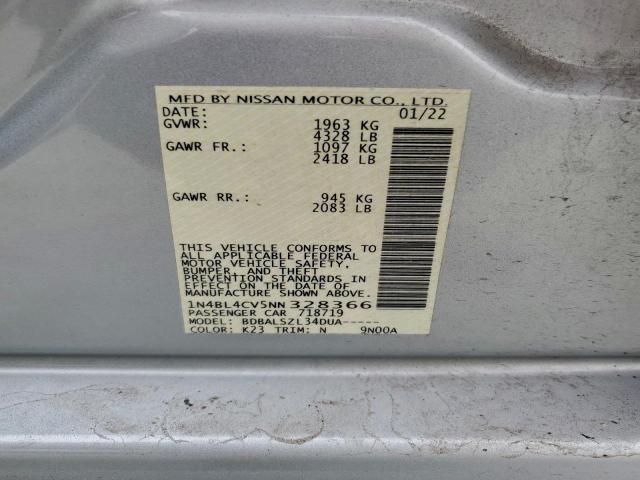 MFD BY NISSAN MOTOR CO., LTD.
DATE: 01/22
GVWR: 1963 KG
4328 LB
GAWR FR.: 1097 KG
2418 LB
GAWR RR.: 945 KG
2083 LB
THIS VEHICLE CONFORMS TO
ALL APPLICABLE FEDERAL
MOTOR VEHICLE SAFETY,
BUMPER, AND THEFT
PREVENTION STANDARDS IN
EFFECT ON THE DATE OF
MANUFACTURE SHOWN ABOVE.
1N4BL4CV5NN328366
PASSENGER CAR 718719
MODEL: BDBALSZL34DUA-----
COLOR: K23 TRIM: N 9N00A